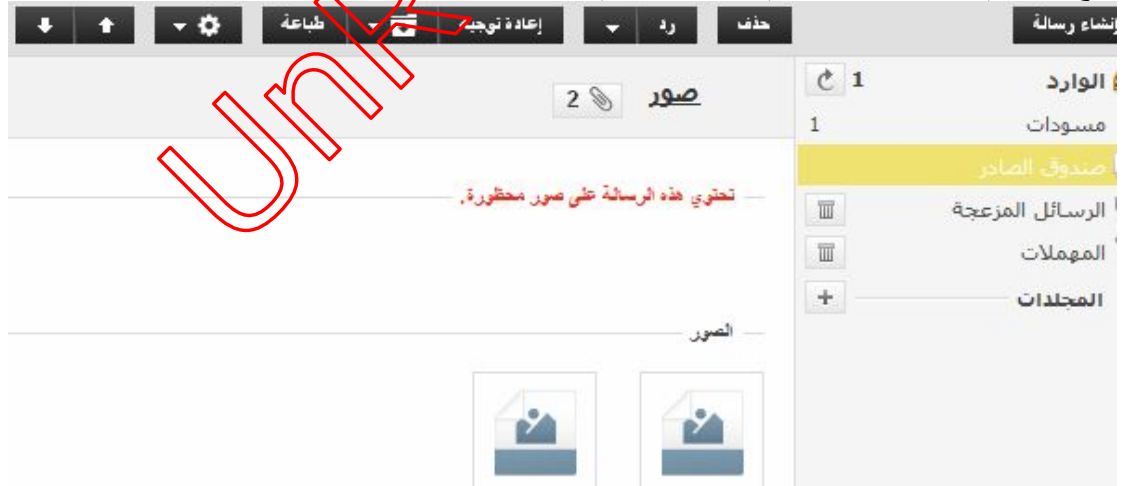 إنشاء رسالة
حذف
رد
إعادة توجيه
طباعة
الوارد 1
مسودات 1
صندوق الصادر
الرسائل المزعجة
المهملات
المجلدات
صور 2
تحتوي هذه الرسالة على صور محظورة.
الصور
Unk